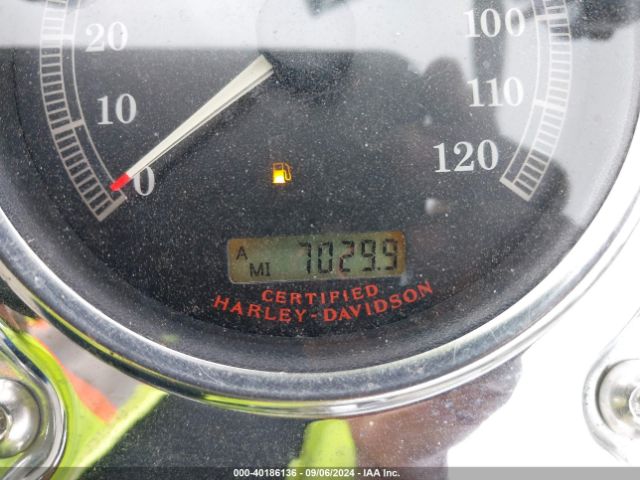 20
10
0
100
110
120
A
MI 7029.9
CERTIFIED
HARLEY-DAVIDSON
000-40186136 - 09/06/2024 - IAA Inc.